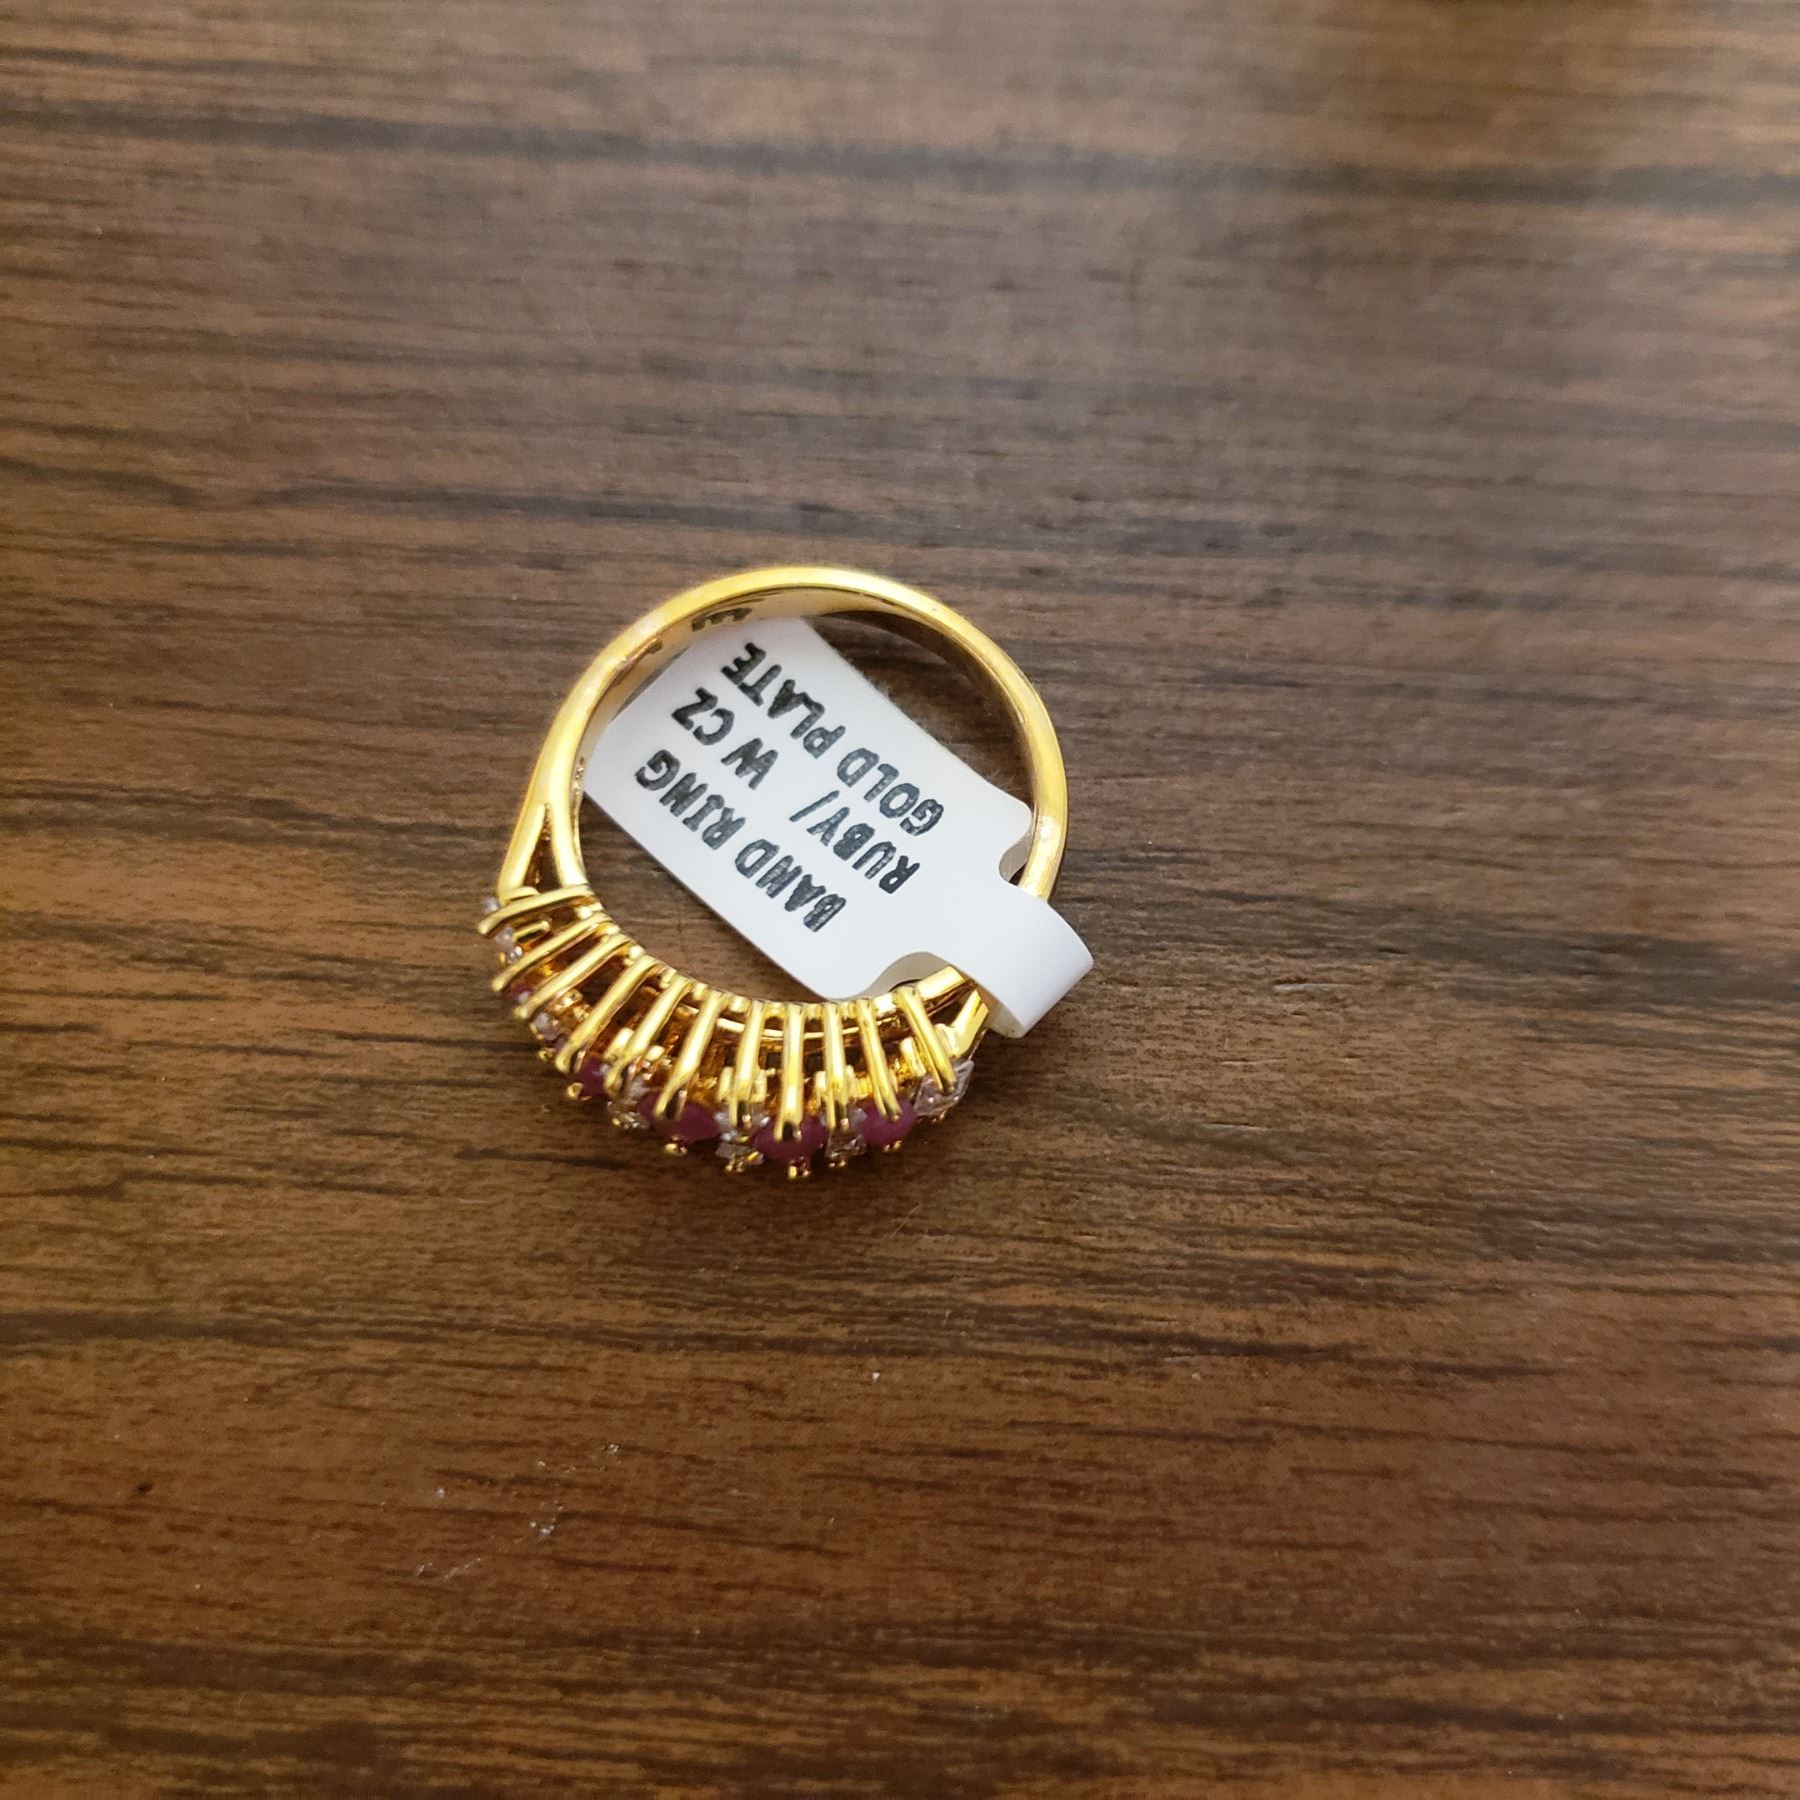 BAND RING
RUBY/ W CZ
GOLD PLATE